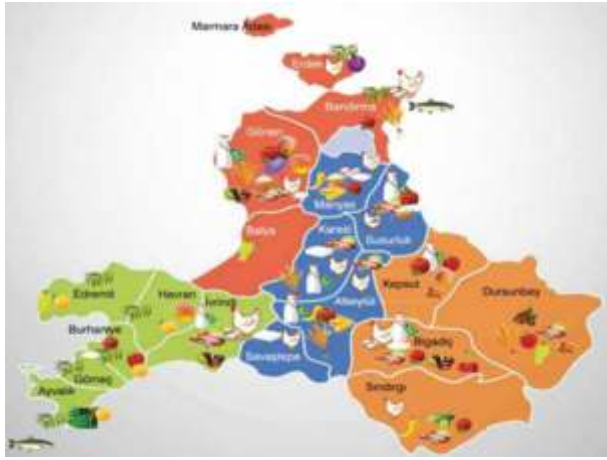 Marmara Adası
Erdek
Bandırma
Gönen
Manyas
Balya
Karesi
Susurluk
Edremit
Havran
İvrindi
Altıeylül
Kepsut
Dursunbey
Burhaniye
Savaştepe
Bigadiç
Gömeç
Ayvalık
Sındırgı